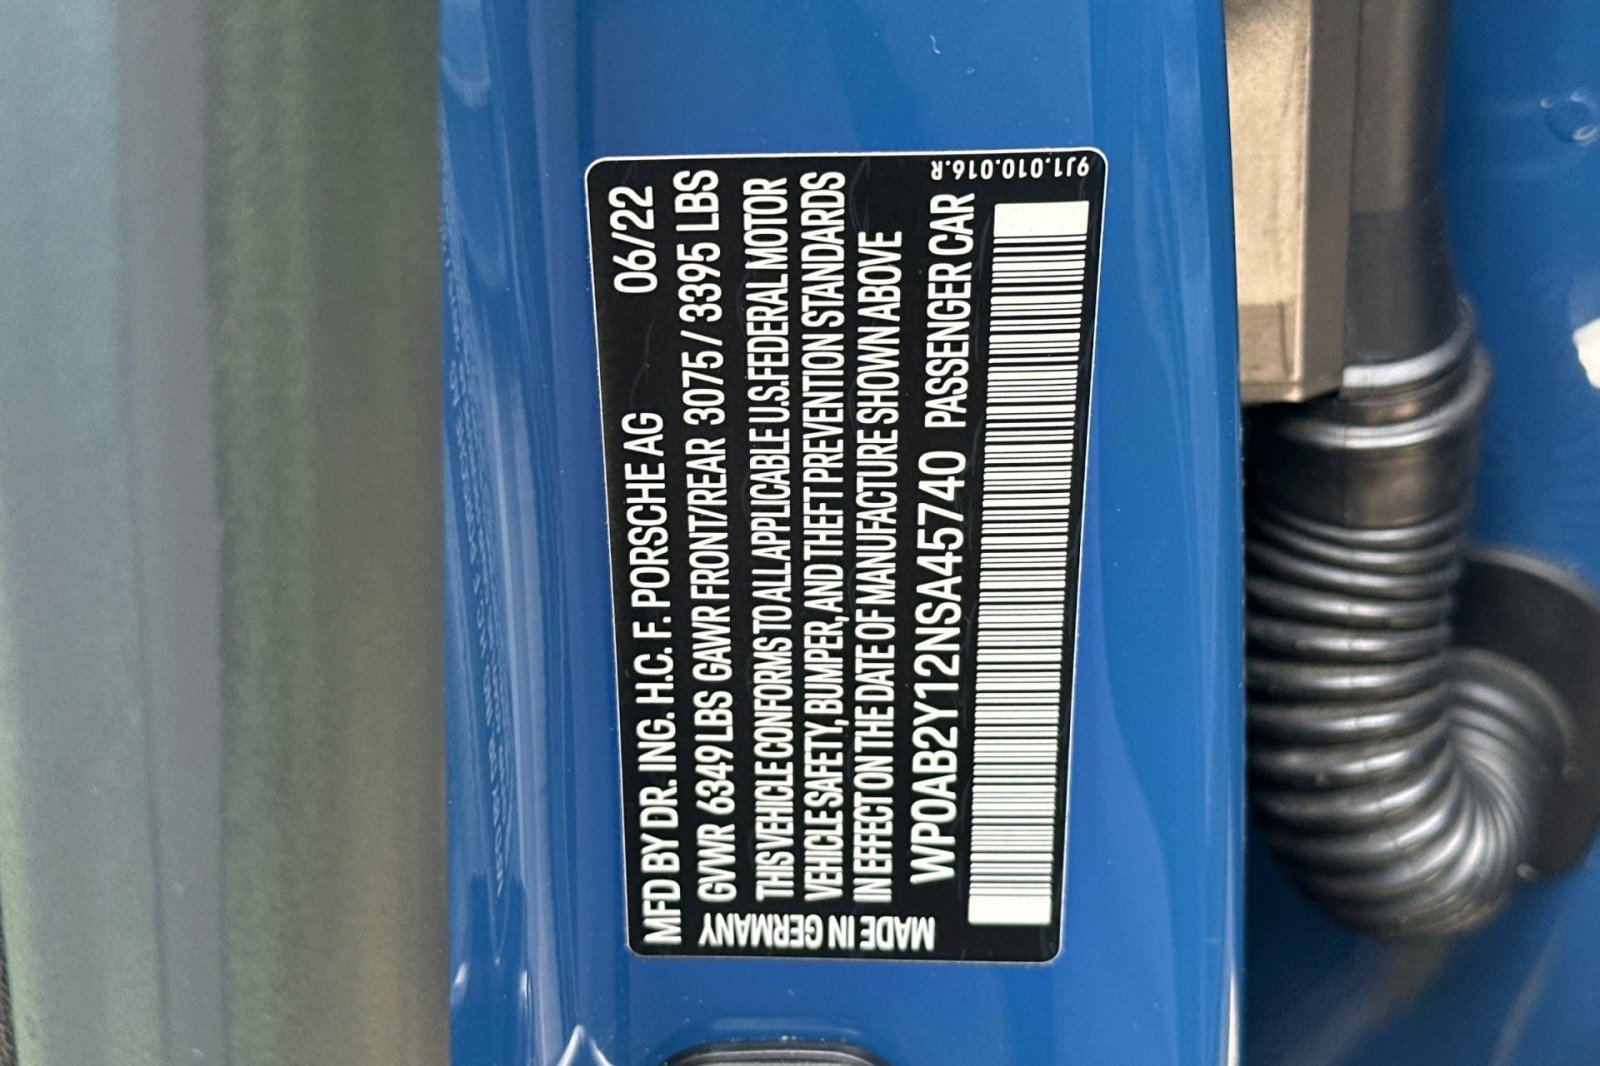 MFD BY DR. ING. H.C. F. PORSCHE AG 06/22
GVWR 6349 LBS GAWR FRONT/REAR 3075 / 3395 LBS
THIS VEHICLE CONFORMS TO ALL APPLICABLE U.S. FEDERAL MOTOR
VEHICLE SAFETY, BUMPER, AND THEFT PREVENTION STANDARDS
IN EFFECT ON THE DATE OF MANUFACTURE SHOWN ABOVE
WP0AB2Y12NSA45740 PASSENGER CAR
MADE IN GERMANY
9J1.010.016.R